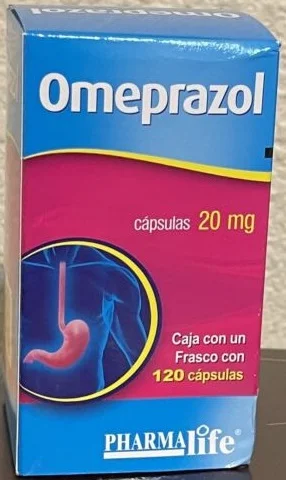 Omeprazol
cápsulas 20 mg
Caja con un
Frasco con
120 cápsulas
PHARMAlife®